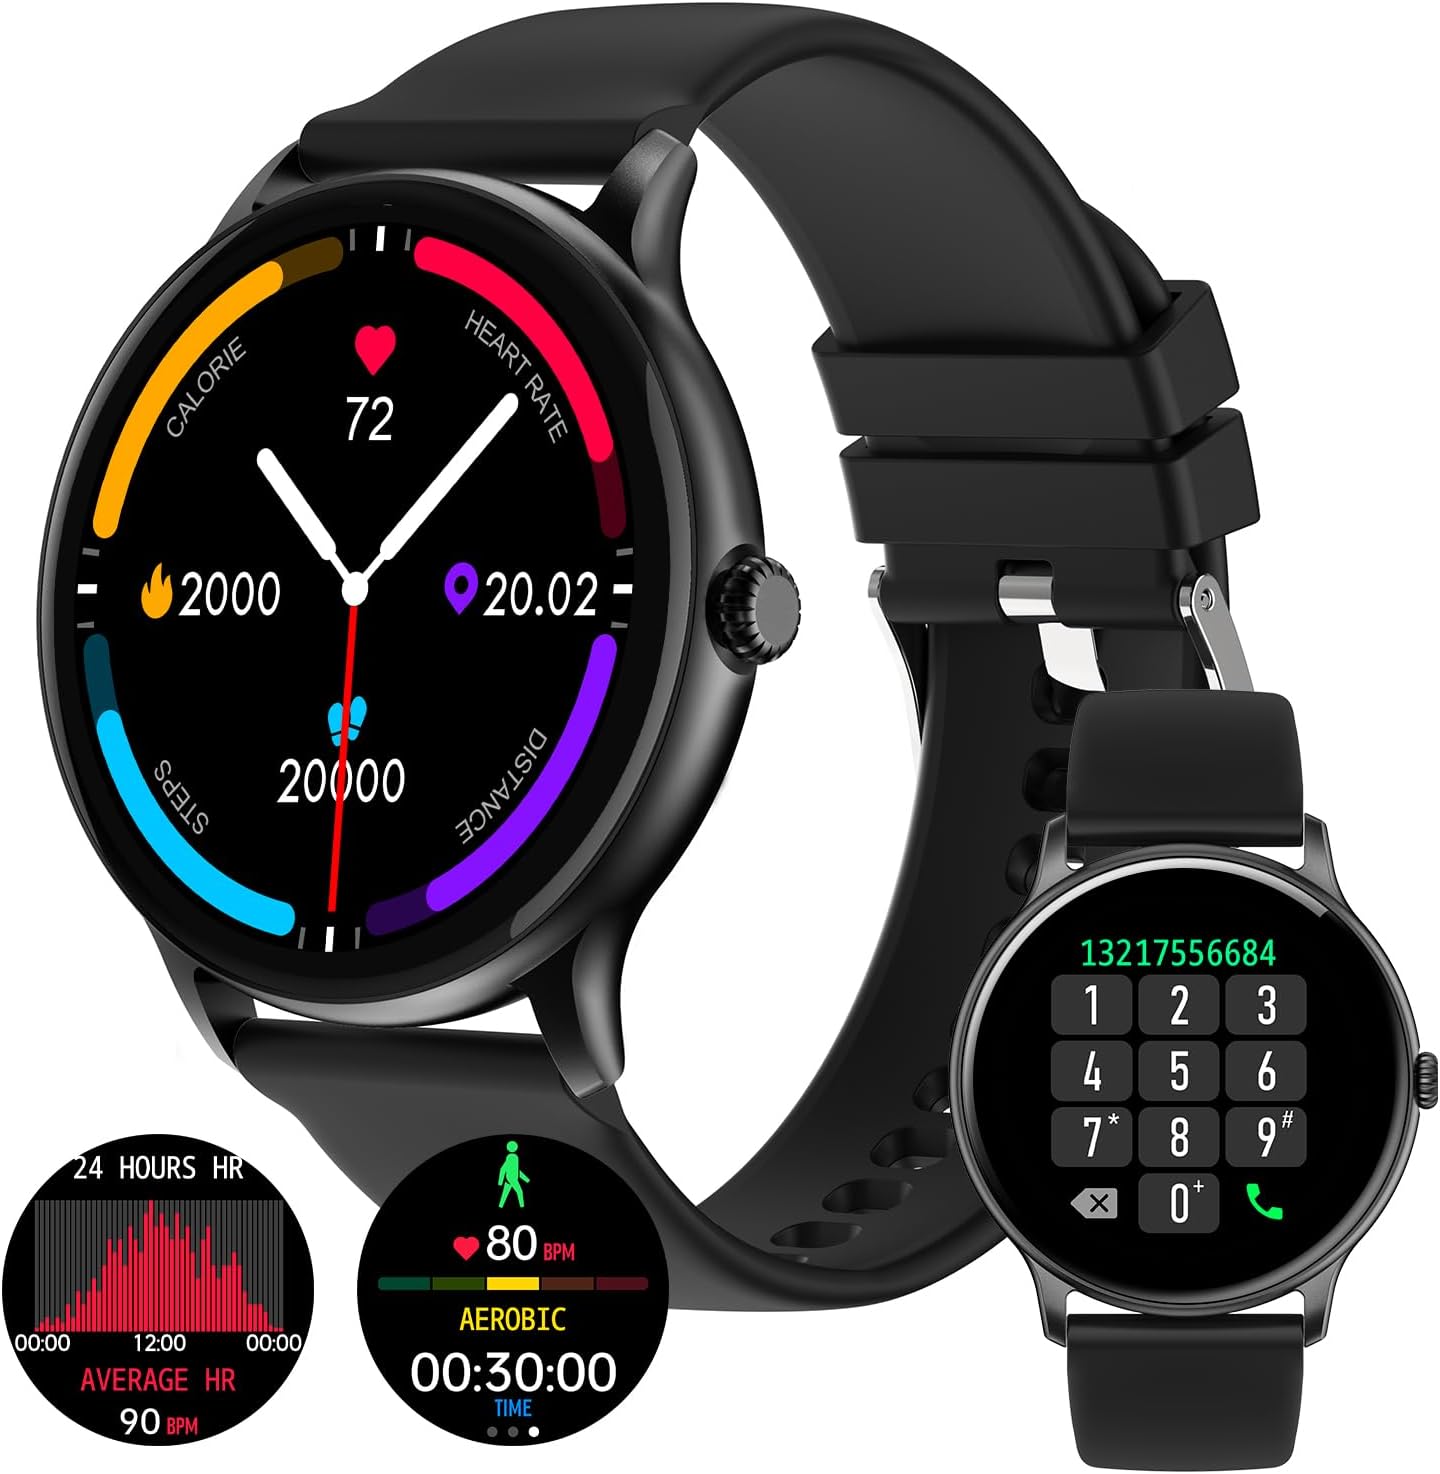 HEART RATE
CALORIE
72
2000
20.02
STEPS
DISTANCE
20000
13217556684
1 2 3
4 5 6
7* 8 9#
0+
24 HOURS HR
00:00 12:00 00:00
AVERAGE HR
90 BPM
80 BPM
AEROBIC
00:30:00
TIME